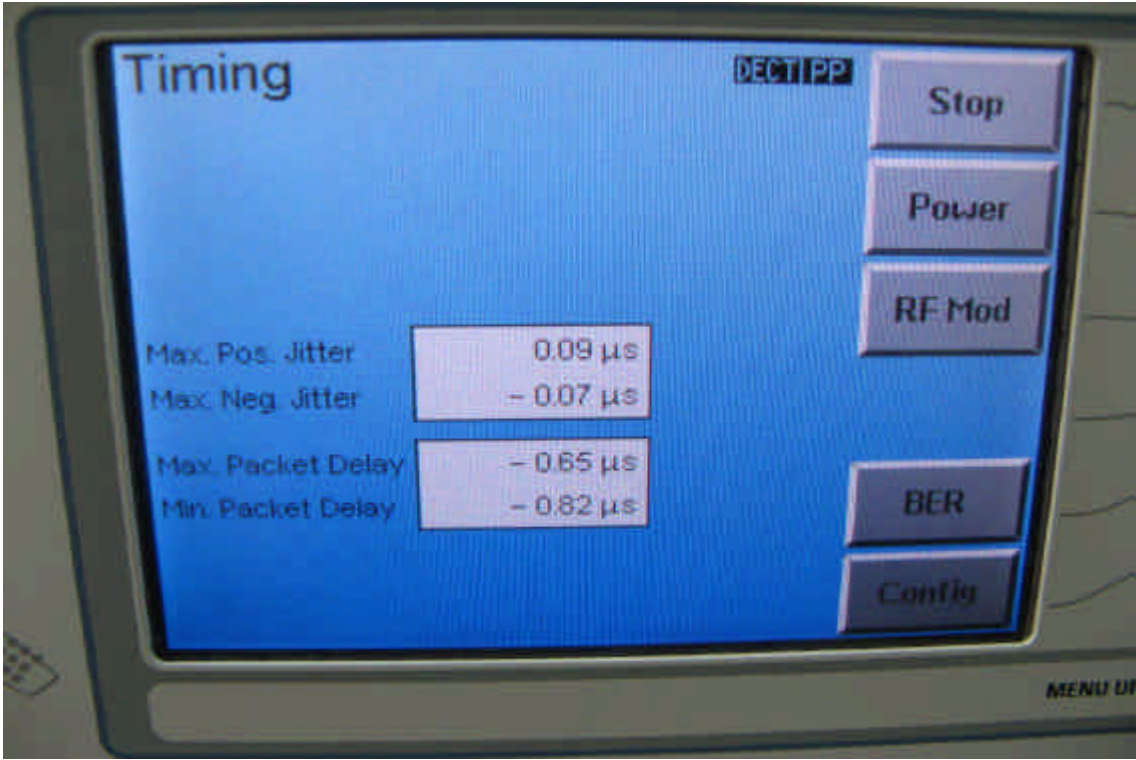 Timing
DECT PP
Stop
Power
RF Mod
Max. Pos. Jitter 0.09 µs
Max. Neg. Jitter - 0.07 µs
Max. Packet Delay - 0.65 µs
Min. Packet Delay - 0.82 µs
BER
Config
MENU UP